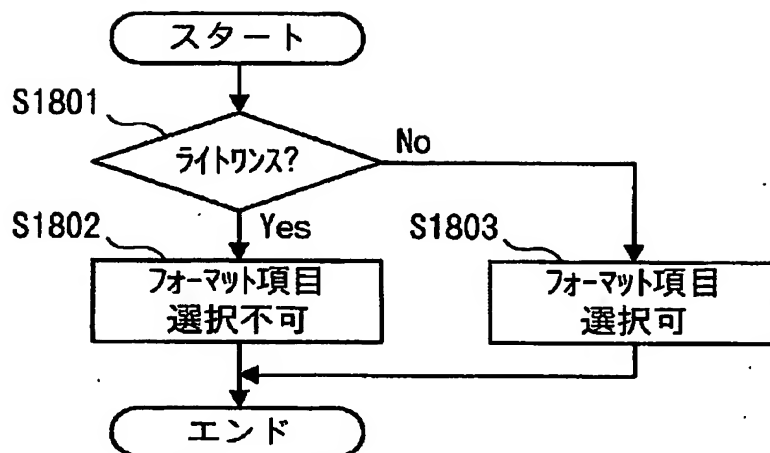 スタート
S1801
ライトワンス?
No
S1802
Yes
S1803
フォーマット項目
選択不可
フォーマット項目
選択可
エンド